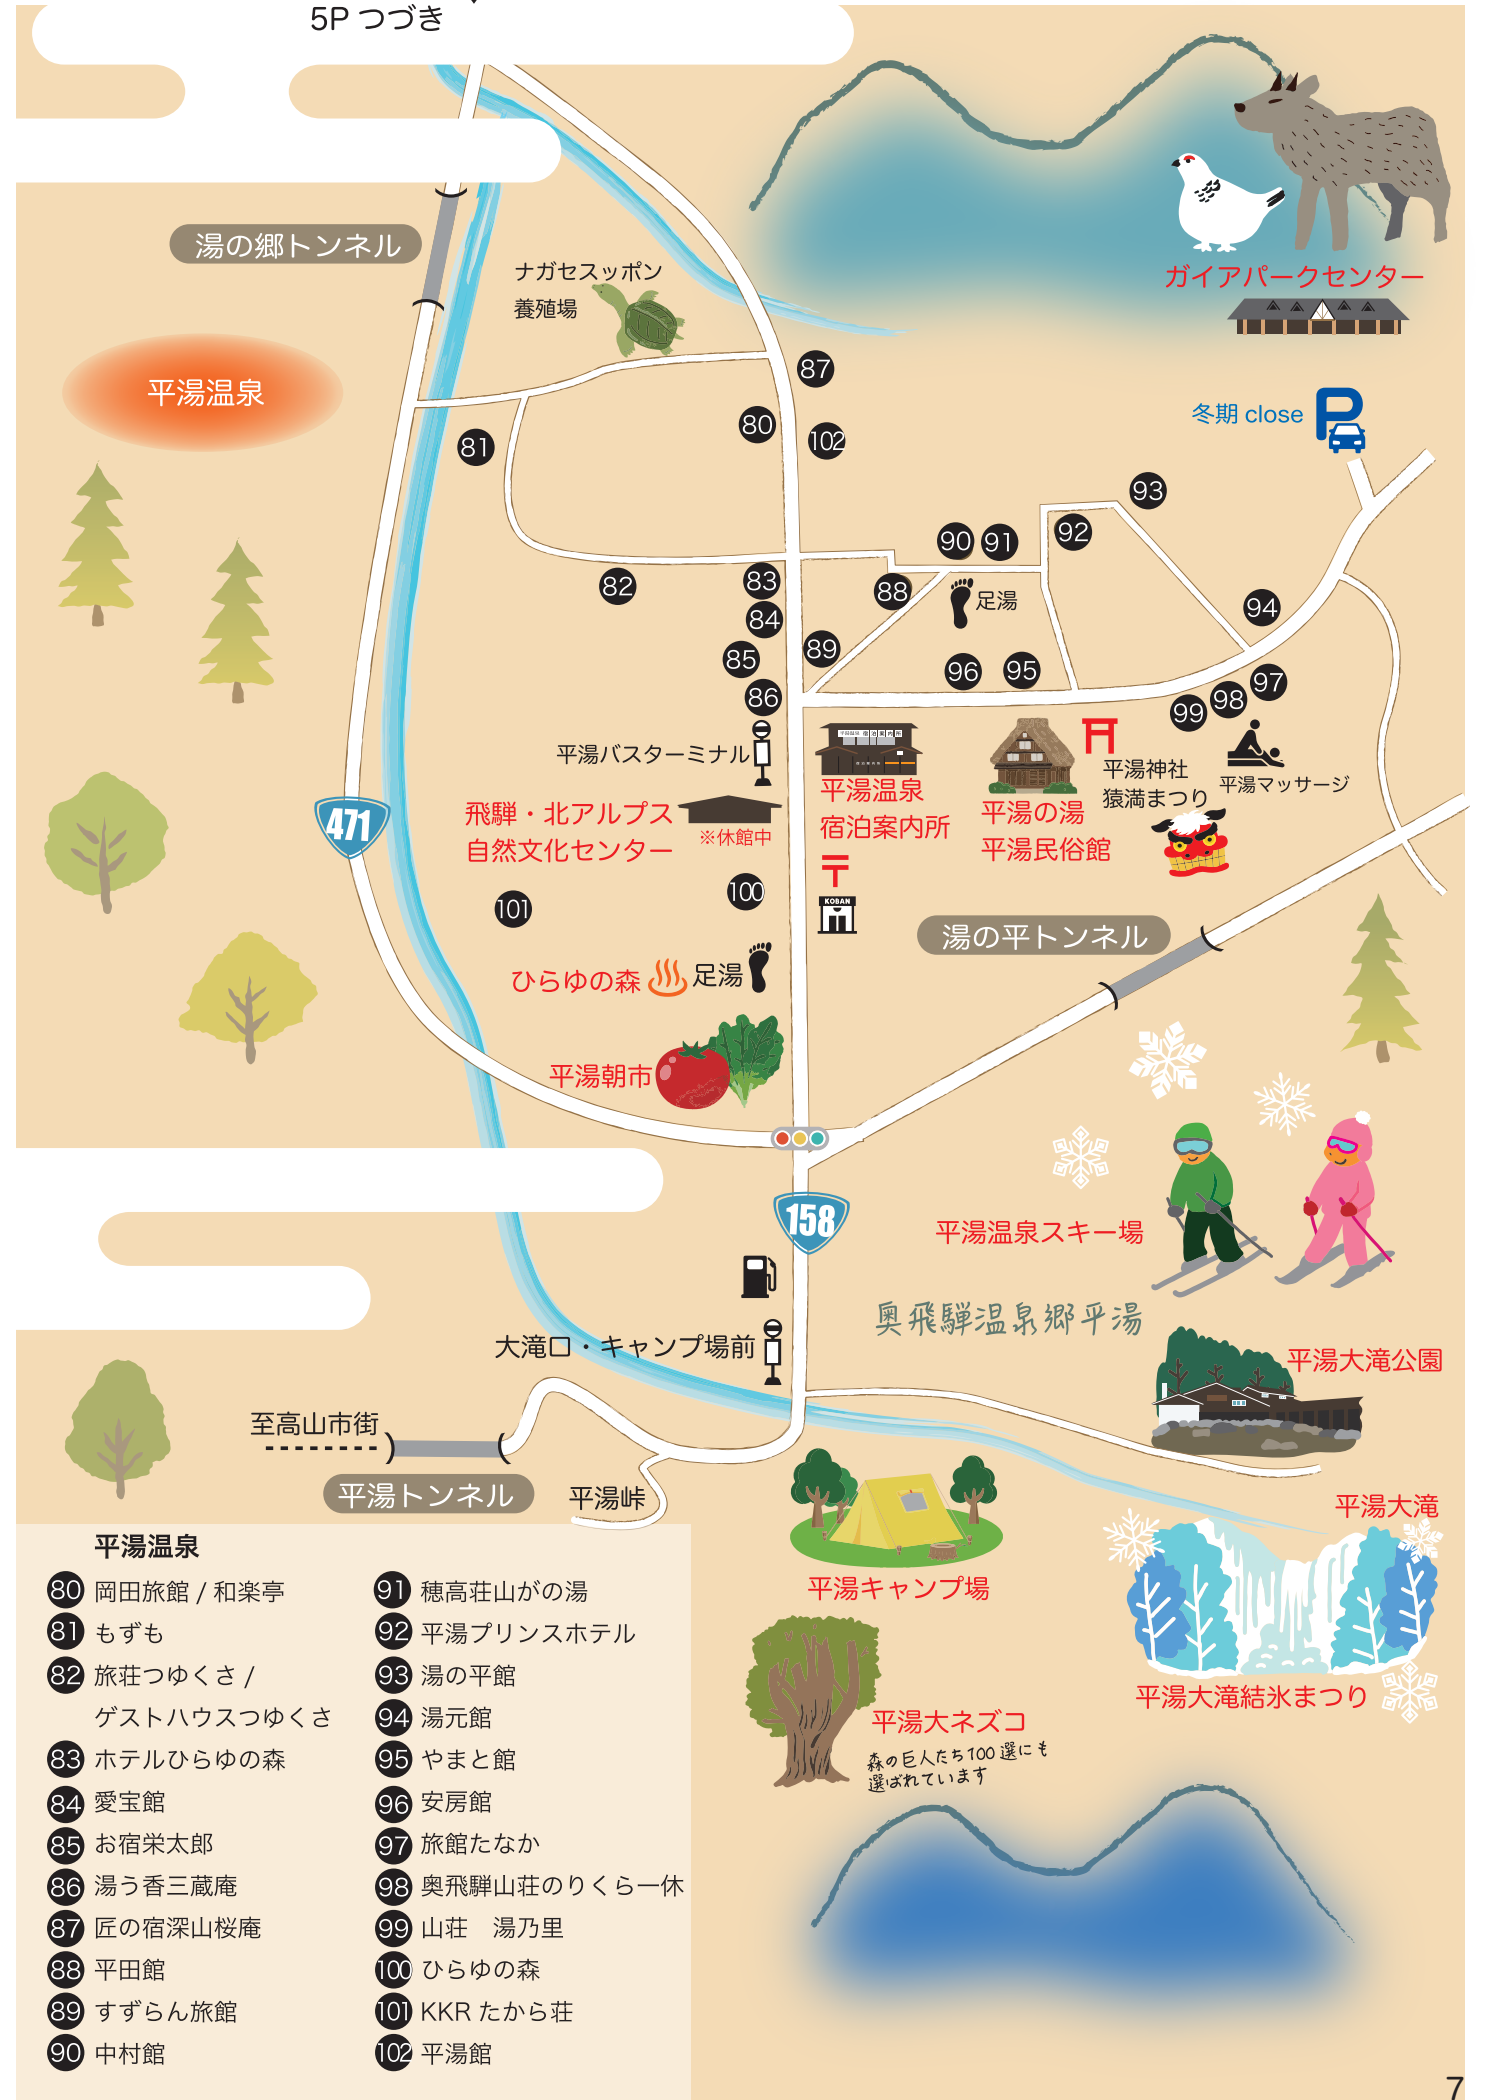 5P つづき
湯の郷トンネル
ナガセスッポン
養殖場
ガイアパークセンター
平湯温泉
冬期 close
P
87
80
102
81
93
92
90
91
82
83
88
足湯
94
84
89
85
96
95
97
86
98
99
平湯バスターミナル
平湯温泉
宿泊案内所
平湯の湯
平湯民俗館
平湯神社
猿満まつり
平湯マッサージ
飛騨・北アルプス
自然文化センター
※休館中
471
〒
KOBAN
100
101
湯の平トンネル
ひらゆの森
足湯
平湯朝市
158
平湯温泉スキー場
奥飛騨温泉郷平湯
大滝口・キャンプ場前
平湯大滝公園
至高山市街
平湯トンネル
平湯峠
平湯キャンプ場
平湯大滝
平湯大滝結氷まつり
平湯大ネズコ
森の巨人たち100選にも
選ばれています
平湯温泉
80 岡田旅館 / 和楽亭
81 もずも
82 旅荘つゆくさ /
ゲストハウスつゆくさ
83 ホテルひらゆの森
84 愛宝館
85 お宿栄太郎
86 湯う香三蔵庵
87 匠の宿深山桜庵
88 平田館
89 すずらん旅館
90 中村館
91 穂高荘山がの湯
92 平湯プリンスホテル
93 湯の平館
94 湯元館
95 やまと館
96 安房館
97 旅館たなか
98 奥飛騨山荘のりくら一休
99 山荘　湯乃里
100 ひらゆの森
101 KKR たから荘
102 平湯館
7